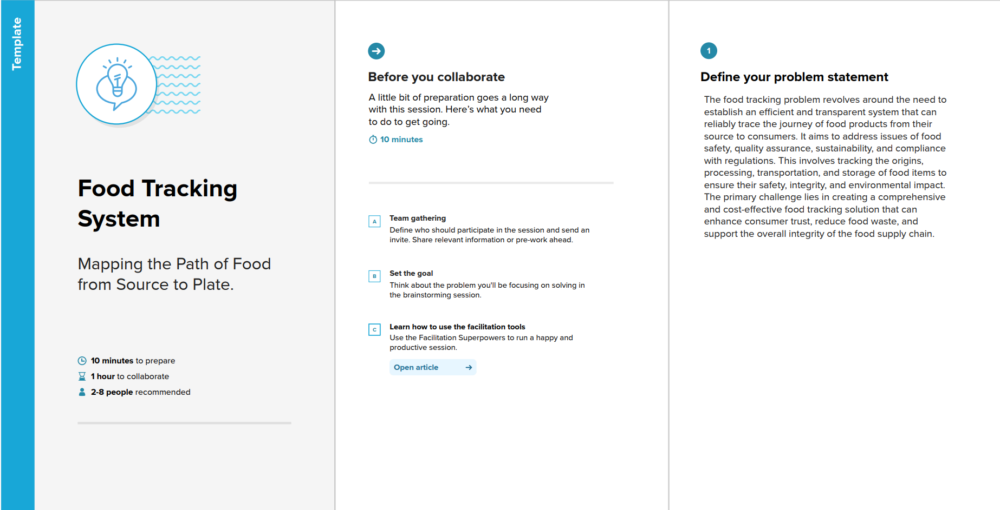 Template
Food Tracking
System
Mapping the Path of Food
from Source to Plate.
10 minutes to prepare
1 hour to collaborate
2-8 people recommended
Before you collaborate
A little bit of preparation goes a long way
with this session. Here’s what you need
to do to get going.
10 minutes
A
Team gathering
Define who should participate in the session and send an
invite. Share relevant information or pre-work ahead.
B
Set the goal
Think about the problem you'll be focusing on solving in
the brainstorming session.
C
Learn how to use the facilitation tools
Use the Facilitation Superpowers to run a happy and
productive session.
Open article
1
Define your problem statement
The food tracking problem revolves around the need to
establish an efficient and transparent system that can
reliably trace the journey of food products from their
source to consumers. It aims to address issues of food
safety, quality assurance, sustainability, and compliance
with regulations. This involves tracking the origins,
processing, transportation, and storage of food items to
ensure their safety, integrity, and environmental impact.
The primary challenge lies in creating a comprehensive
and cost-effective food tracking solution that can
enhance consumer trust, reduce food waste, and
support the overall integrity of the food supply chain.